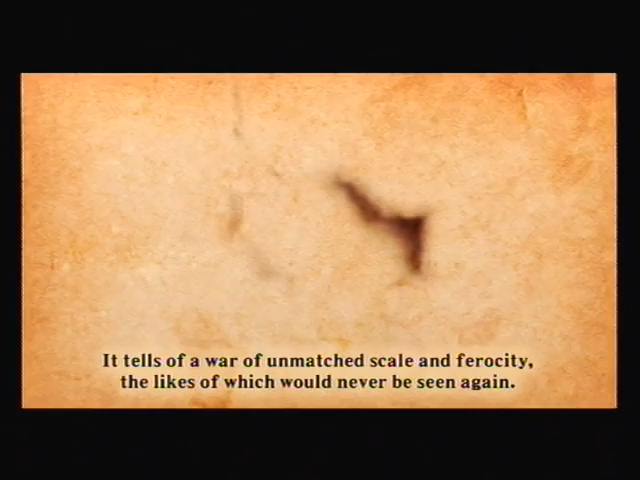 It tells of a war of unmatched scale and ferocity,
the likes of which would never be seen again.